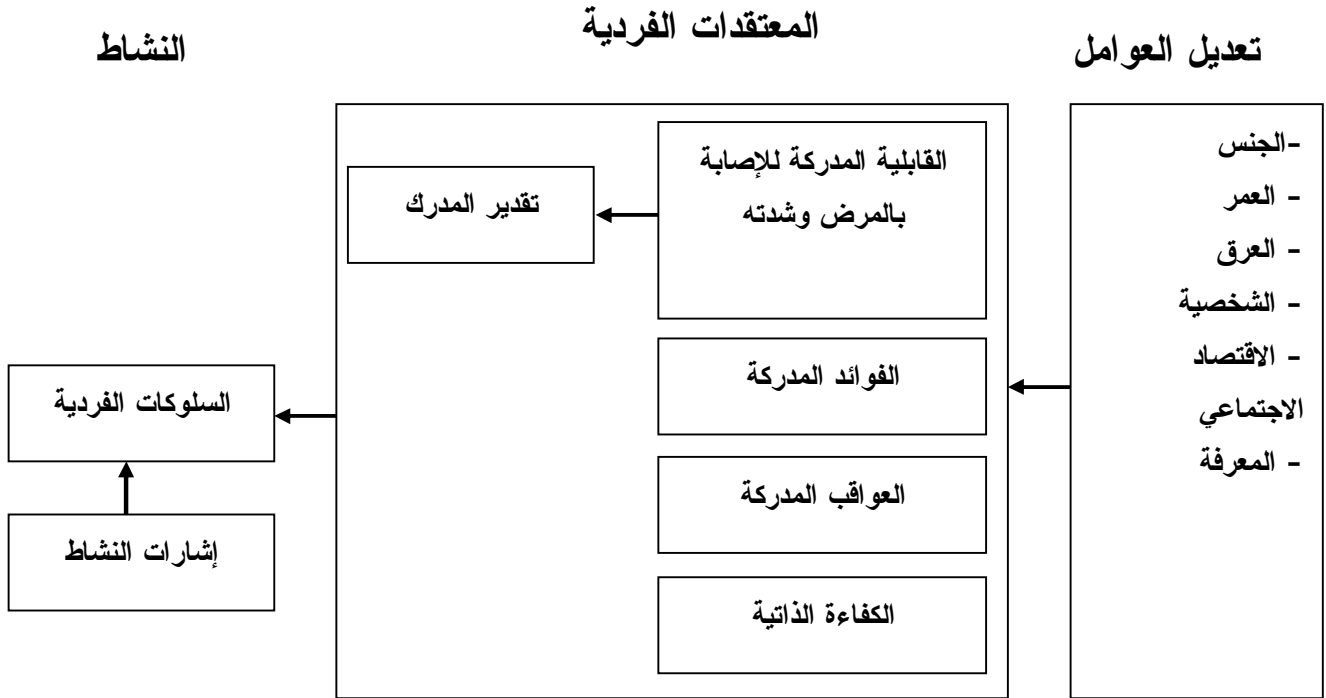 تعديل العوامل
المعتقدات الفردية
النشاط
-الجنس
- العمر
- العرق
- الشخصية
- الاقتصاد
الاجتماعي
- المعرفة
القابلية المدركة للإصابة
بالمرض وشدته
تقدير المدرك
الفوائد المدركة
العواقب المدركة
الكفاءة الذاتية
السلوكات الفردية
إشارات النشاط